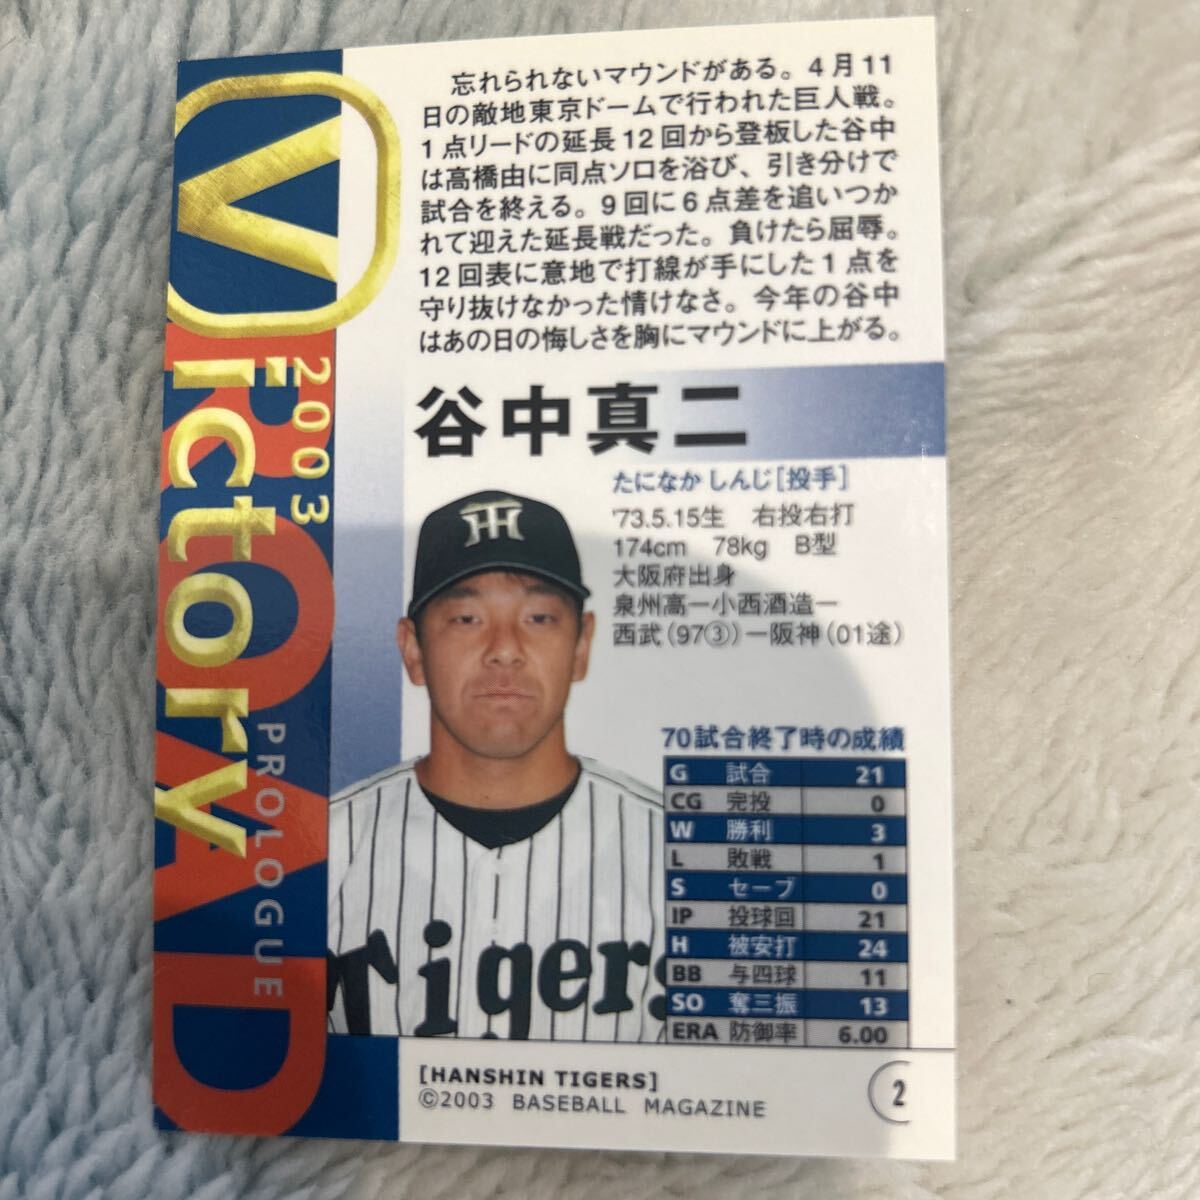 忘れられないマウンドがある。4月11
日の敵地東京ドームで行われた巨人戦。
1点リードの延長12回から登板した谷中
は高橋由に同点ソロを浴び、引き分けで
試合を終える。9回に6点差を追いつか
れて迎えた延長戦だった。負けたら屈辱。
12回表に意地で打線が手にした1点を
守り抜けなかった情けなさ。今年の谷中
はあの日の悔しさを胸にマウンドに上がる。
谷中真二
たになか しんじ[投手]
'73.5.15生 右投右打
174cm 78kg B型
大阪府出身
泉州高ー小西酒造ー
西武(97③)ー阪神(01途)
70試合終了時の成績
G 試合 21
CG 完投 0
W 勝利 3
L 敗戦 1
S セーブ 0
IP 投球回 21
H 被安打 24
BB 与四球 11
SO 奪三振 13
ERA 防御率 6.00
[HANSHIN TIGERS]
©2003 BASEBALL MAGAZINE
2
Victory
2003
ROAD
PROLOGUE
HT
Tigers